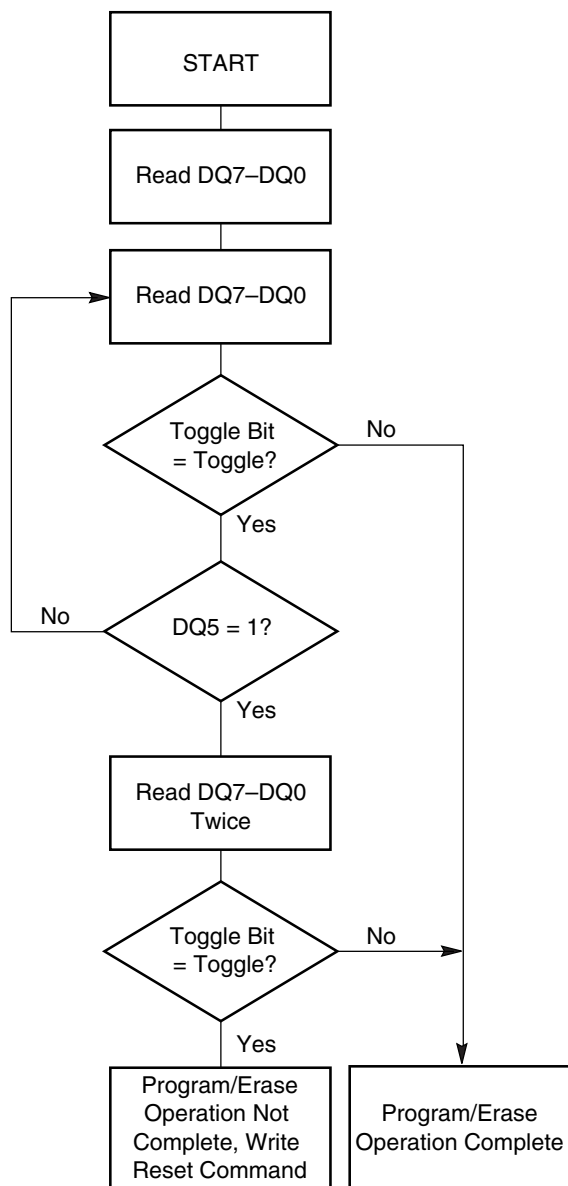 START
Read DQ7–DQ0
Read DQ7–DQ0
Toggle Bit
= Toggle?
No
Yes
No
DQ5 = 1?
Yes
Read DQ7–DQ0
Twice
Toggle Bit
= Toggle?
No
Yes
Program/Erase
Operation Not
Complete, Write
Reset Command
Program/Erase
Operation Complete